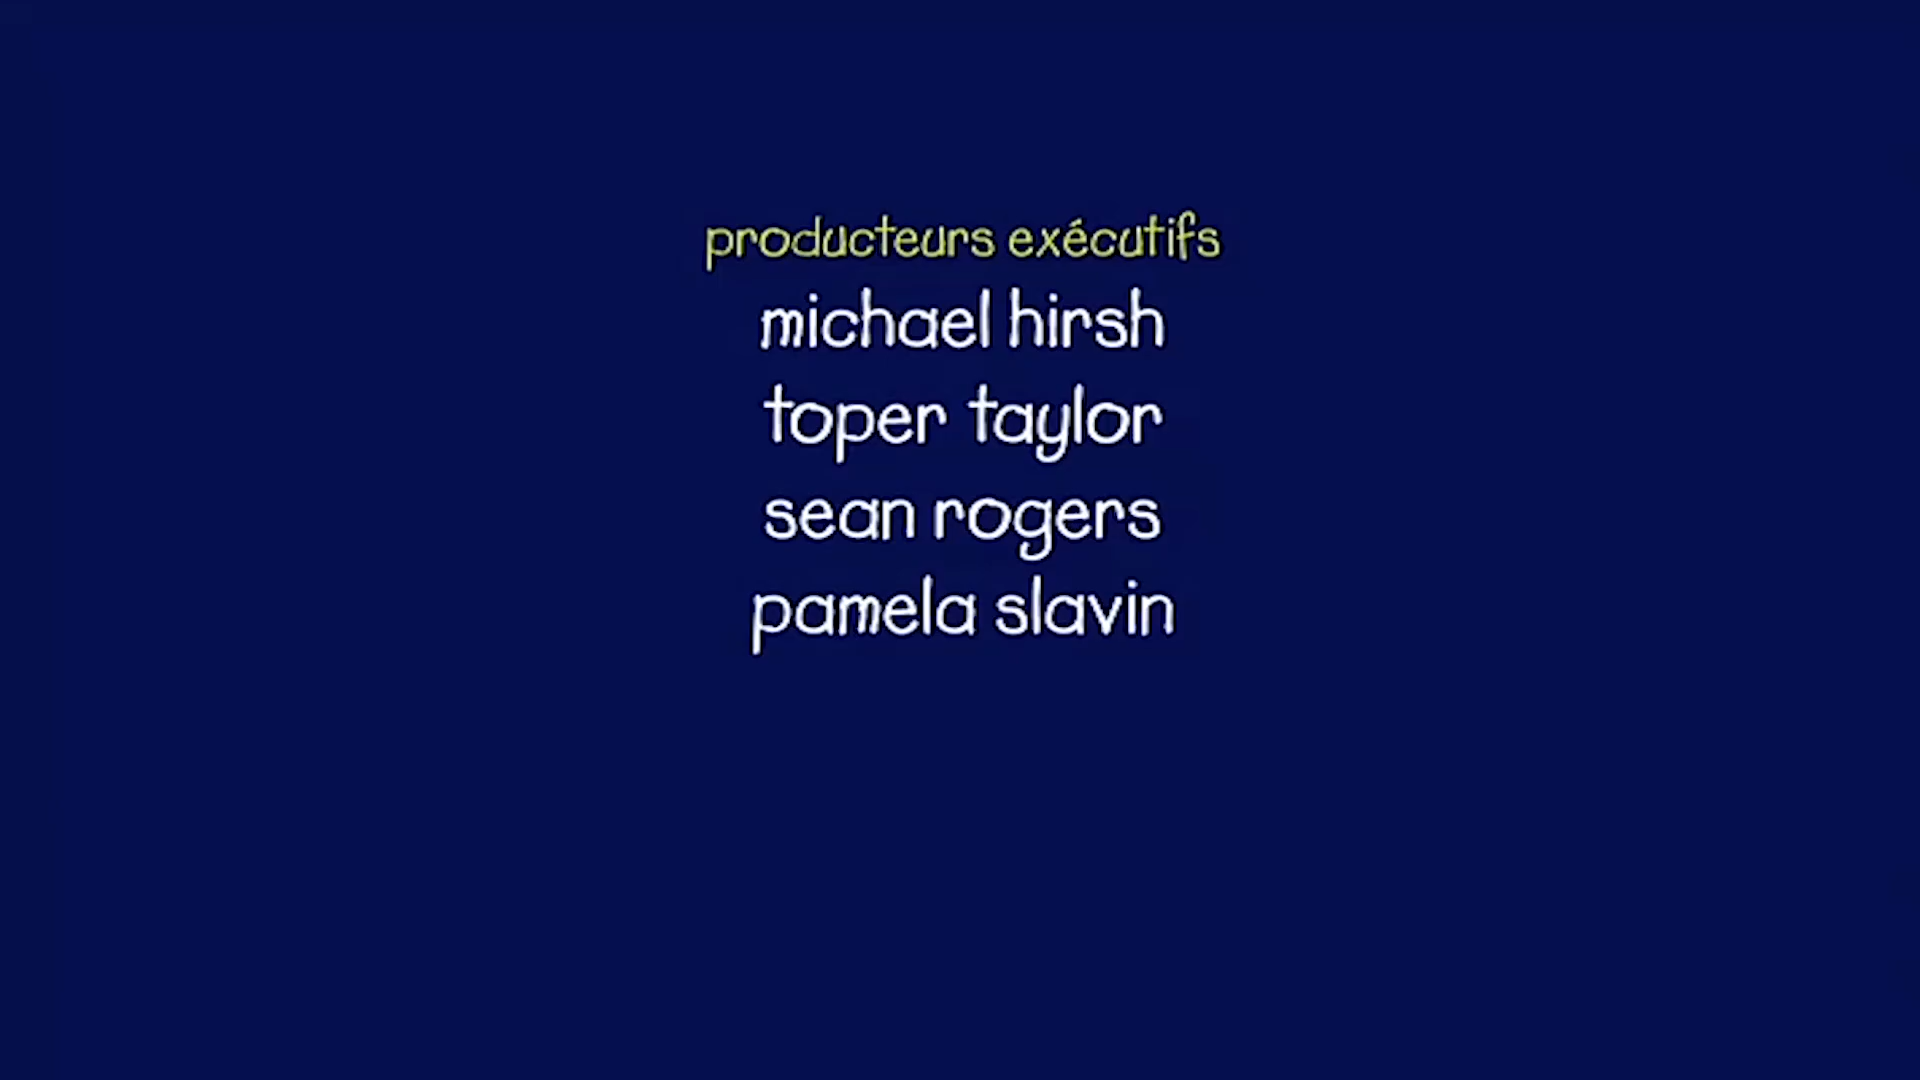 producteurs exécutifs
michael hirsh
toper taylor
sean rogers
pamela slavin